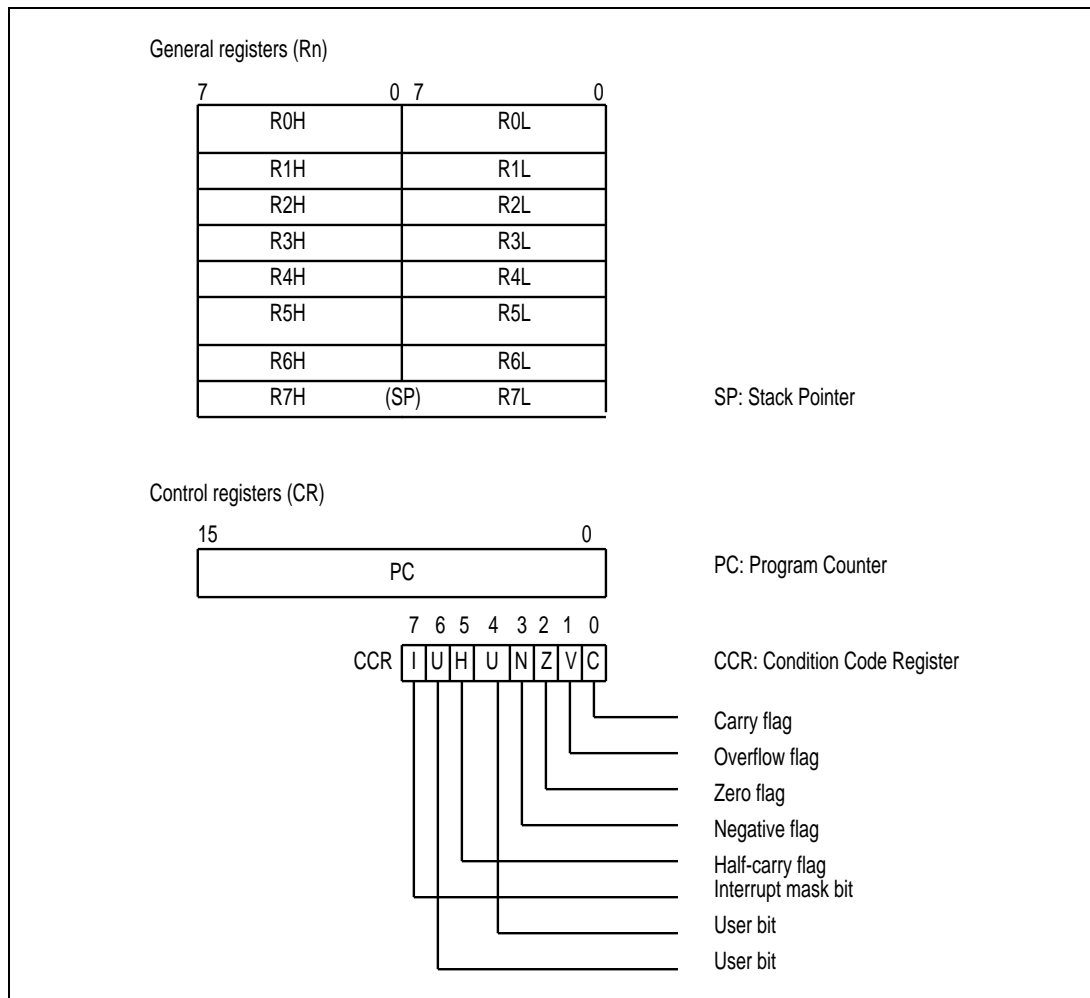 General registers (Rn)
7 0 7 0
R0H R0L
R1H R1L
R2H R2L
R3H R3L
R4H R4L
R5H R5L
R6H R6L
R7H (SP) R7L SP: Stack Pointer
Control registers (CR)
15 0
PC PC: Program Counter
7 6 5 4 3 2 1 0
CCR I U H U N Z V C CCR: Condition Code Register
Carry flag
Overflow flag
Zero flag
Negative flag
Half-carry flag
Interrupt mask bit
User bit
User bit